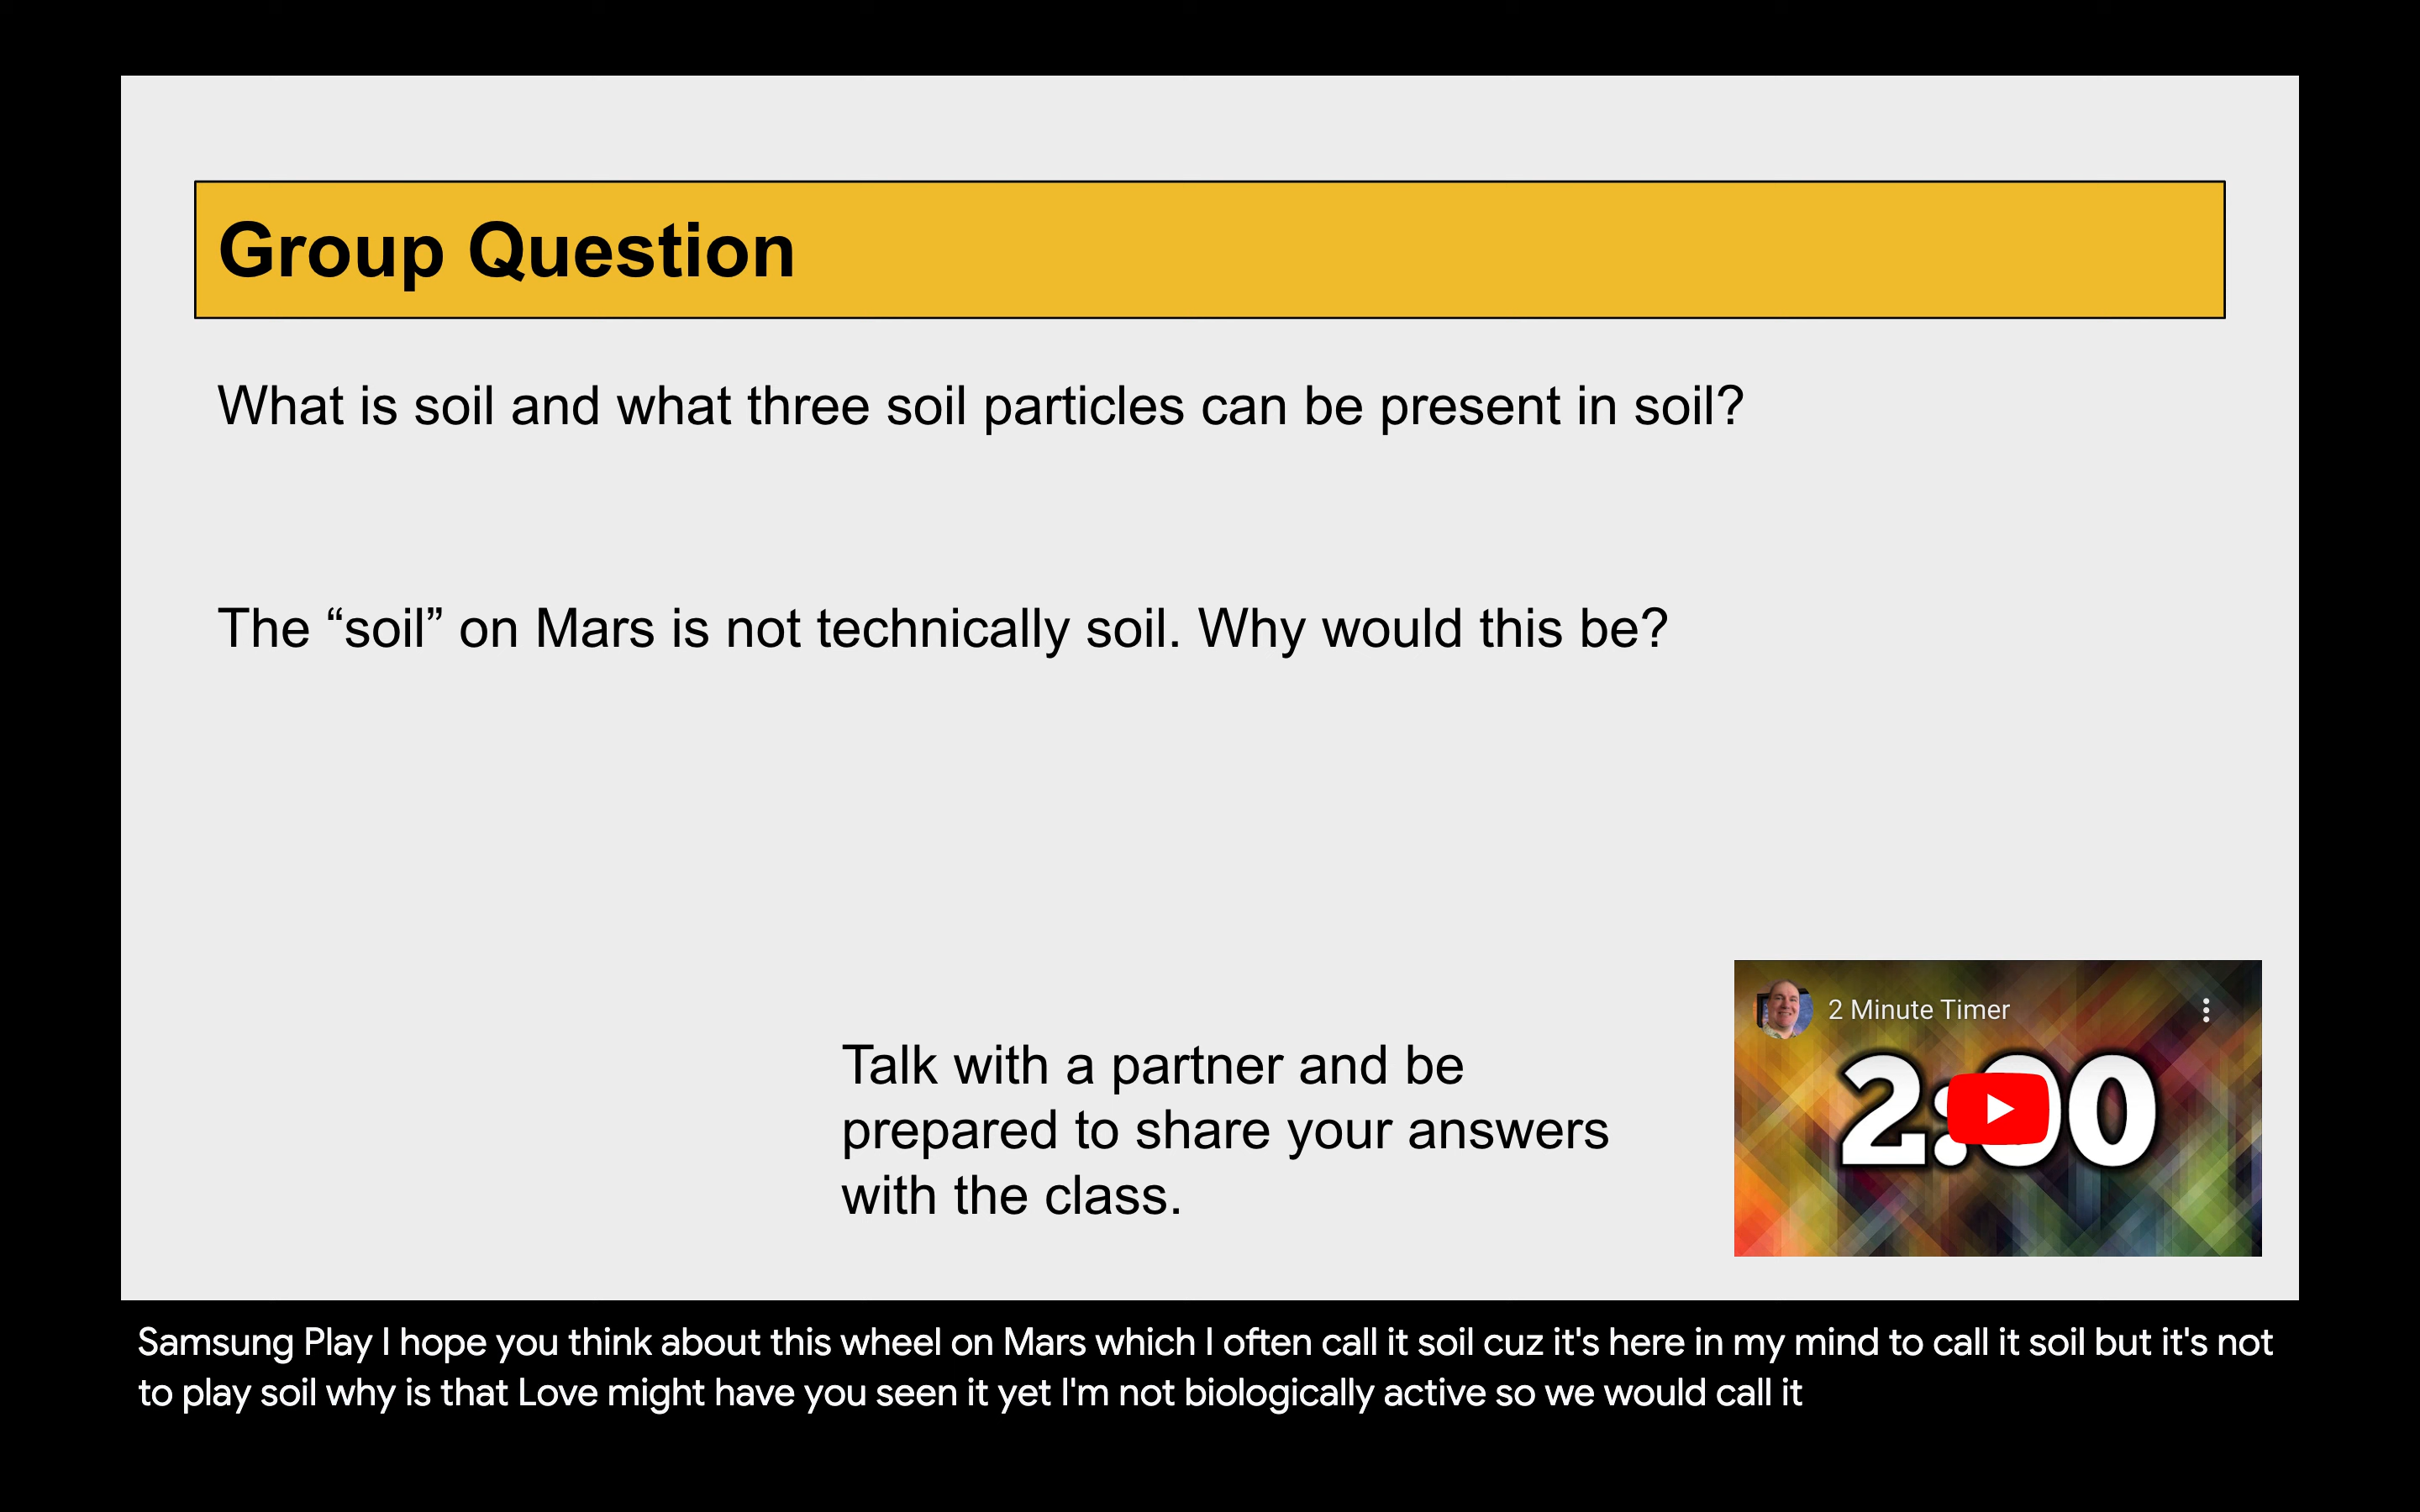 Group Question
What is soil and what three soil particles can be present in soil?
The “soil” on Mars is not technically soil. Why would this be?
Talk with a partner and be
prepared to share your answers
with the class.
2 Minute Timer
2:00
Samsung Play I hope you think about this wheel on Mars which I often call it soil cuz it's here in my mind to call it soil but it's not
to play soil why is that Love might have you seen it yet I'm not biologically active so we would call it